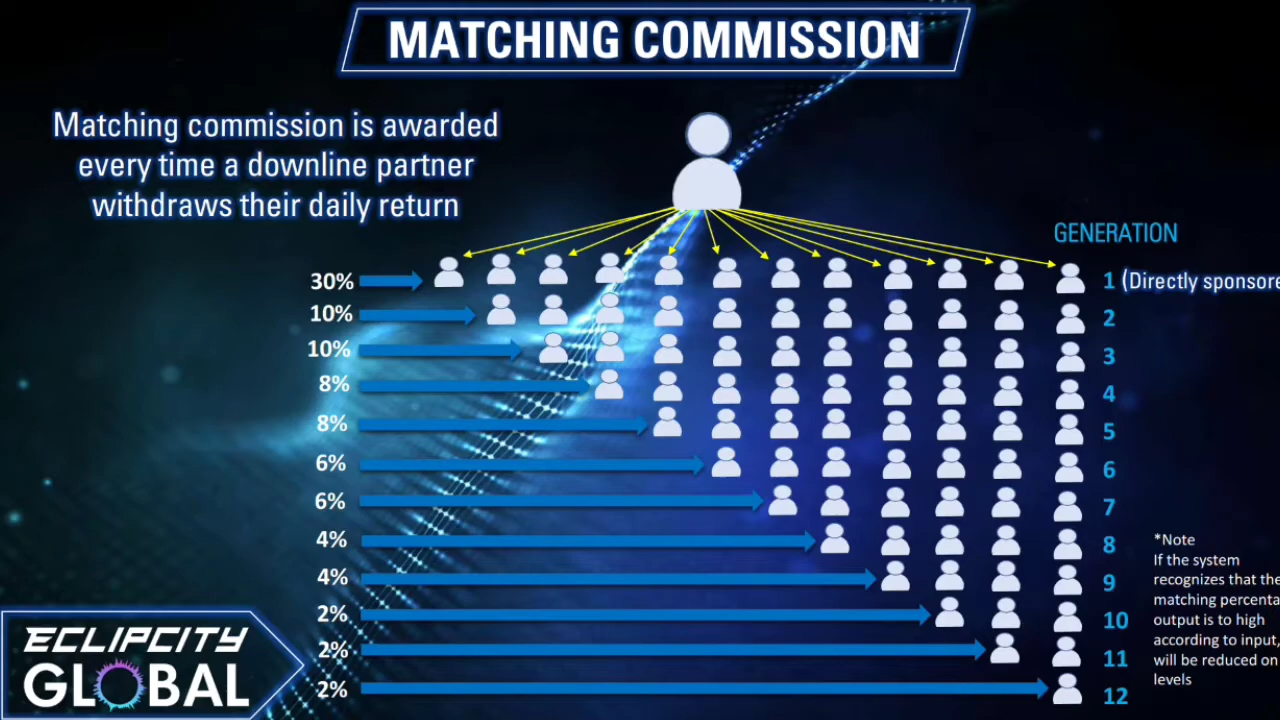 MATCHING COMMISSION
Matching commission is awarded
every time a downline partner
withdraws their daily return
GENERATION
30%
1 (Directly
10%
2
10%
3
8%
4
8%
5
6%
6
6%
7
4%
8
4%
9
2%
10
2%
11
2%
12
*Note
If the system
recognizes that the
matching
output is to high
according to input,
will be reduced on
levels
ECLIPCITY
GLOBAL